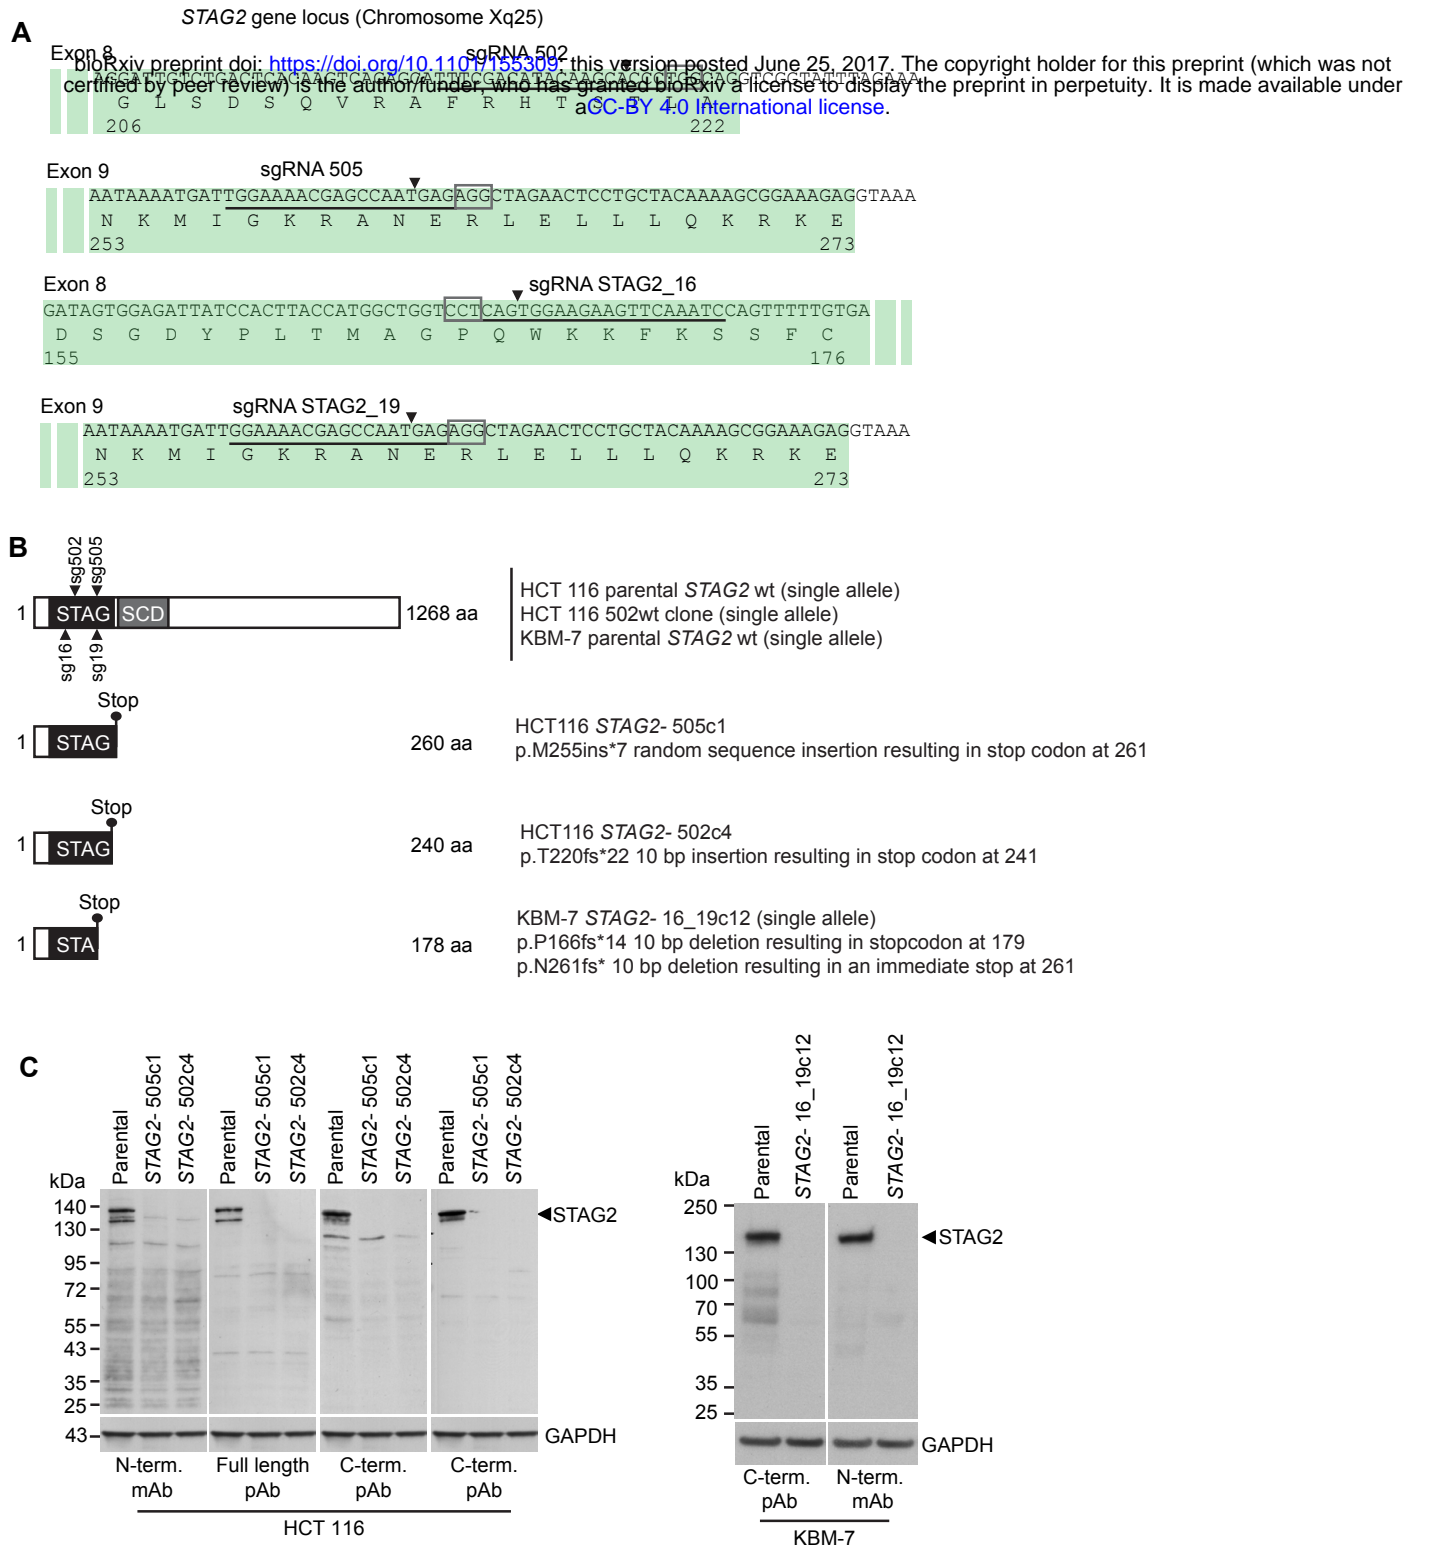 STAG2 gene locus (Chromosome Xq25)
A
Exon 8
sgRNA 502
bioRxiv preprint doi: https://doi.org/10.1101/155309; this version posted June 25, 2017. The copyright holder for this preprint (which was not
certified by peer review) is the author/funder, who has granted bioRxiv a license to display the preprint in perpetuity. It is made available under
aCC-BY 4.0 International license.
G L S D S Q V R A F R H T S T L A
206 222
Exon 9 sgRNA 505
AATAAAATGATTGGAAAACGAGCCAATGAGAGGCTAGAACTCCTGCTACAAAAGCGGAAAGAGGTAAA
N K M I G K R A N E R L E L L L Q K R K E
253 273
Exon 8 sgRNA STAG2_16
GATAGTGGAGATTATCCACTTACCATGGCTGGTCCTCAGTGGAAGAAGTTCAAATCCAGTTTTTGTGA
D S G D Y P L T M A G P Q W K K F K S S F C
155 176
Exon 9 sgRNA STAG2_19
AATAAAATGATTGGAAAACGAGCCAATGAGAGGCTAGAACTCCTGCTACAAAAGCGGAAAGAGGTAAA
N K M I G K R A N E R L E L L L Q K R K E
253 273
B
sg502 sg505
1 STAG SCD 1268 aa
sg16 sg19
HCT 116 parental STAG2 wt (single allele)
HCT 116 502wt clone (single allele)
KBM-7 parental STAG2 wt (single allele)
Stop
1 STAG 260 aa
HCT116 STAG2- 505c1
p.M255ins*7 random sequence insertion resulting in stop codon at 261
Stop
1 STAG 240 aa
HCT116 STAG2- 502c4
p.T220fs*22 10 bp insertion resulting in stop codon at 241
Stop
1 STA 178 aa
KBM-7 STAG2- 16_19c12 (single allele)
p.P166fs*14 10 bp deletion resulting in stopcodon at 179
p.N261fs* 10 bp deletion resulting in an immediate stop at 261
C
Parental STAG2- 505c1 STAG2- 502c4 Parental STAG2- 505c1 STAG2- 502c4 Parental STAG2- 505c1 STAG2- 502c4 Parental STAG2- 505c1 STAG2- 502c4
kDa
140
130
95
72
55
43
35
25
43
STAG2
GAPDH
N-term. mAb
Full length pAb
C-term. pAb
C-term. pAb
HCT 116
Parental STAG2- 16_19c12 Parental STAG2- 16_19c12
kDa
250
130
100
70
55
35
25
STAG2
GAPDH
C-term. pAb
N-term. mAb
KBM-7